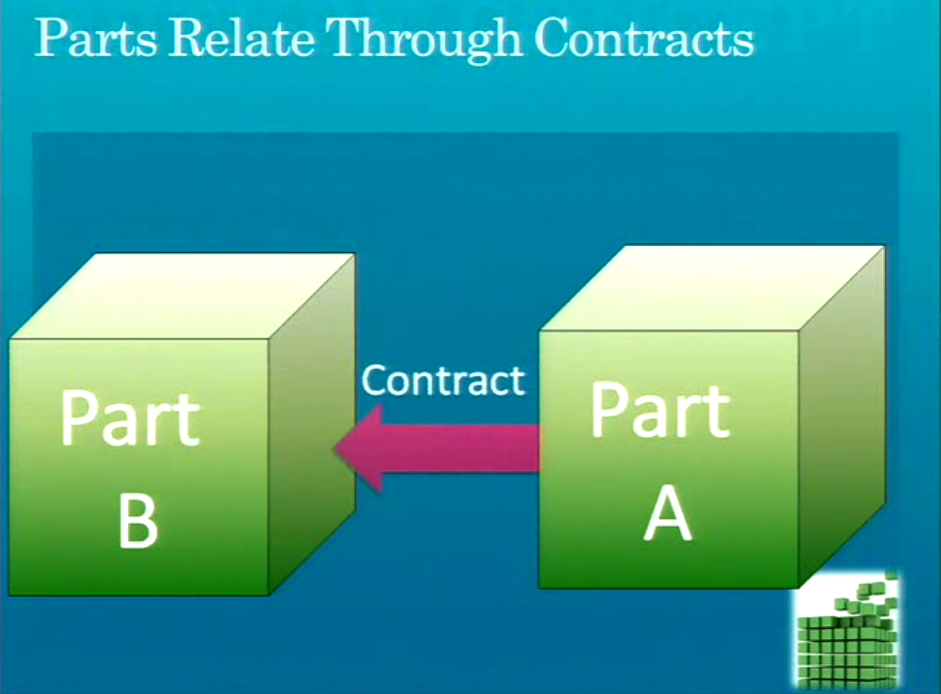 Parts Relate Through Contracts
Contract
Part
B
Part
A